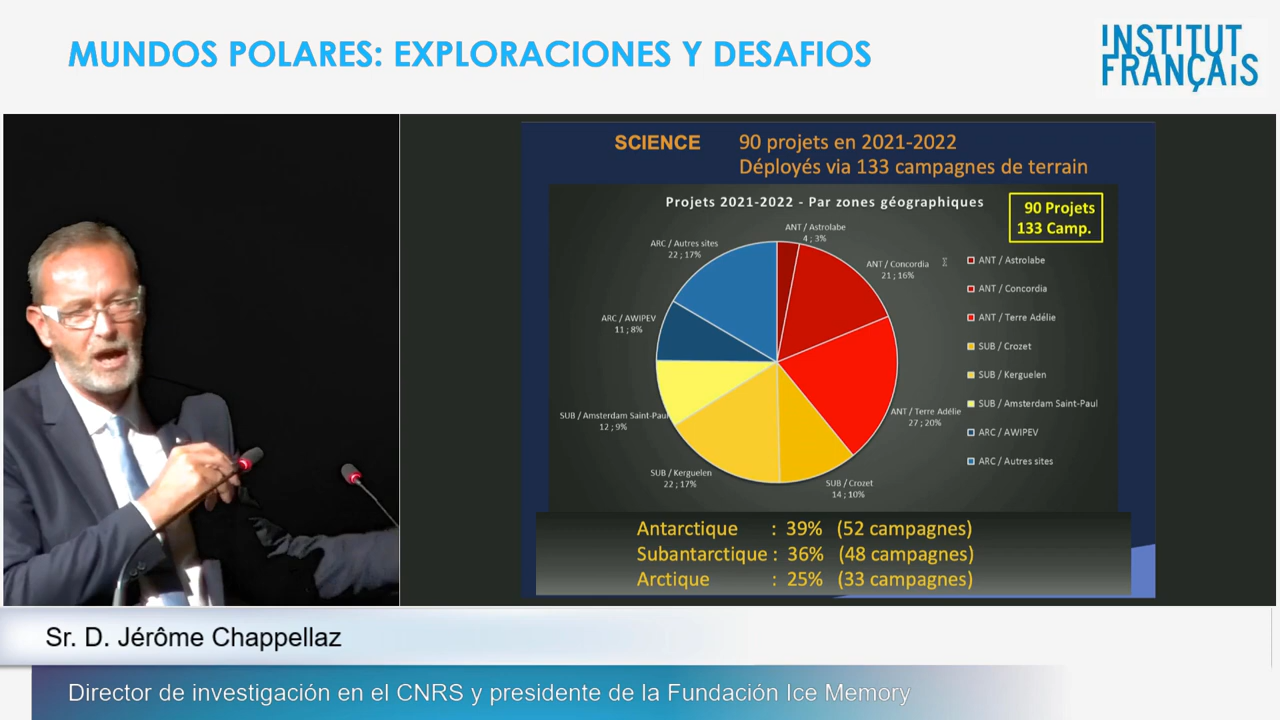 MUNDOS POLARES: EXPLORACIONES Y DESAFIOS
INSTITUT
FRANÇAiS
SCIENCE
90 projets en 2021-2022
Déployés via 133 campagnes de terrain
Projets 2021-2022 - Par zones géographiques
90 Projets
133 Camp.
ANT / Astrolabe
4 ; 3%
ANT / Concordia
21 ; 16%
ANT / Terre Adélie
27 ; 20%
SUB / Crozet
14 ; 10%
SUB / Kerguelen
22 ; 17%
SUB / Amsterdam Saint-Paul
12 ; 9%
ARC / AWIPEV
11 ; 8%
ARC / Autres sites
22 ; 17%
ANT / Astrolabe
ANT / Concordia
ANT / Terre Adélie
SUB / Crozet
SUB / Kerguelen
SUB / Amsterdam Saint-Paul
ARC / AWIPEV
ARC / Autres sites
Antarctique : 39% (52 campagnes)
Subantarctique : 36% (48 campagnes)
Arctique : 25% (33 campagnes)
Sr. D. Jérôme Chappellaz
Director de investigación en el CNRS y presidente de la Fundación Ice Memory